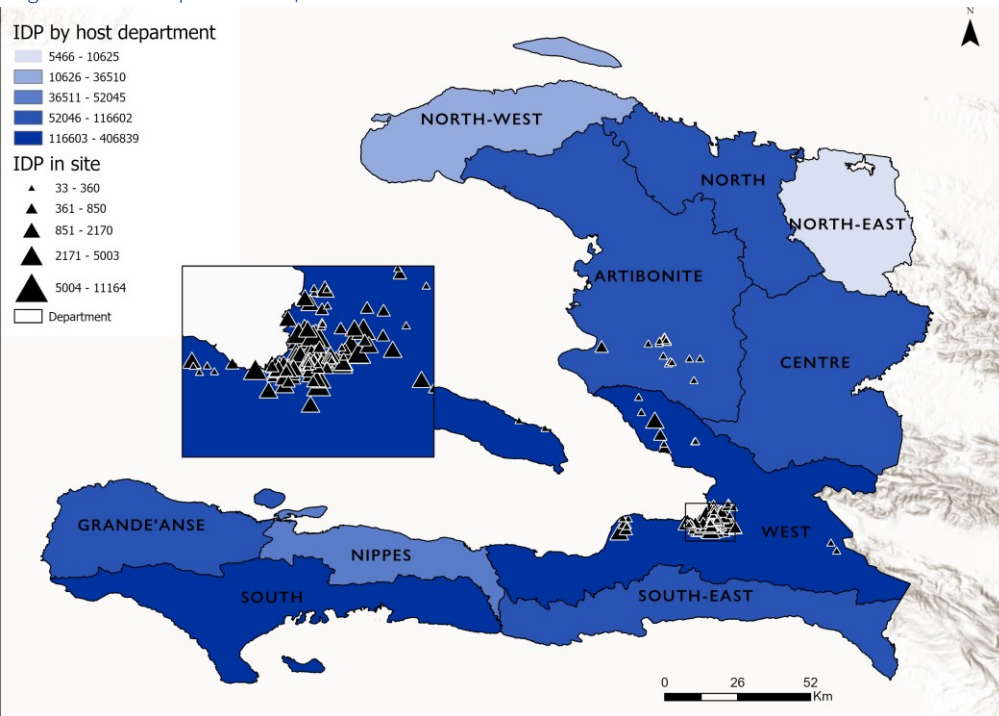 IDP by host department
5466 - 10625
10626 - 36510
36511 - 52045
52046 - 116602
116603 - 406839
IDP in site
33 - 360
361 - 850
851 - 2170
2171 - 5003
5004 - 11164
Department
N
NORTH-WEST
NORTH
NORTH-EAST
ARTIBONITE
CENTRE
GRANDE'ANSE
NIPPES
WEST
SOUTH
SOUTH-EAST
0 26 52
Km